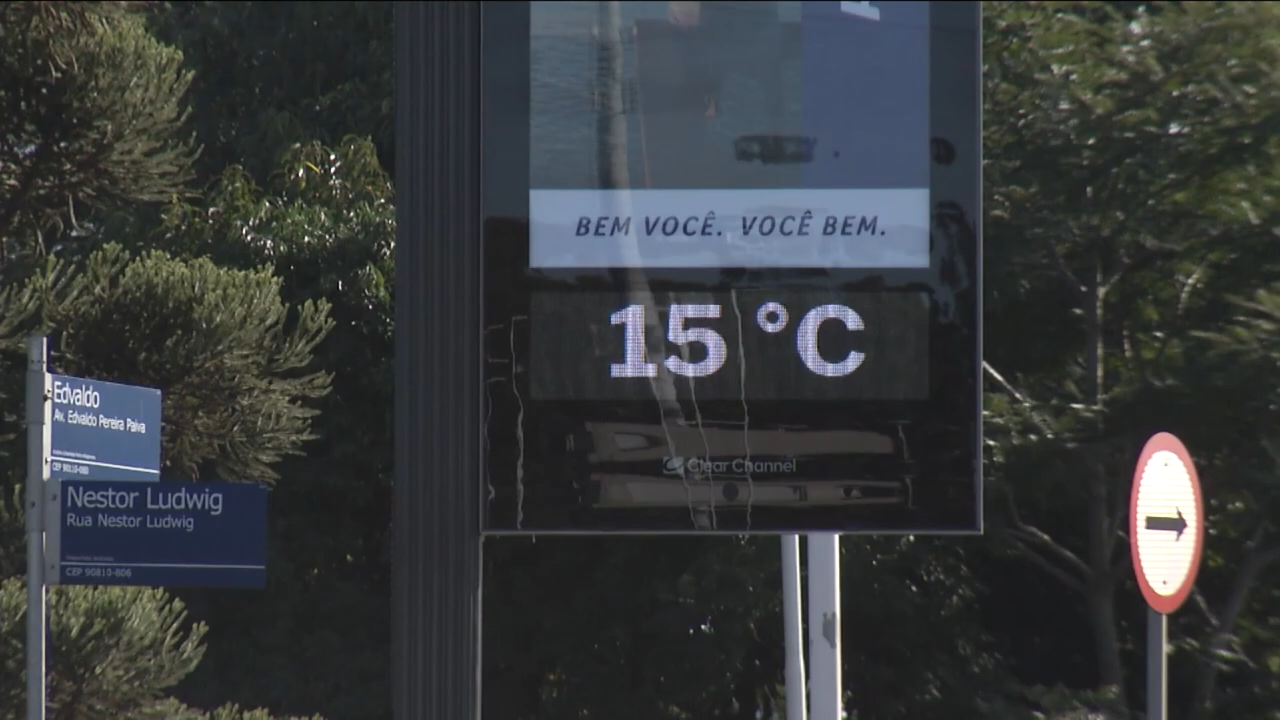 BEM VOCÊ. VOCÊ BEM.
15 °C
Clear Channel
Edvaldo
Av. Edvaldo Pereira Paiva
Nestor Ludwig
Rua Nestor Ludwig
CEP 90810-